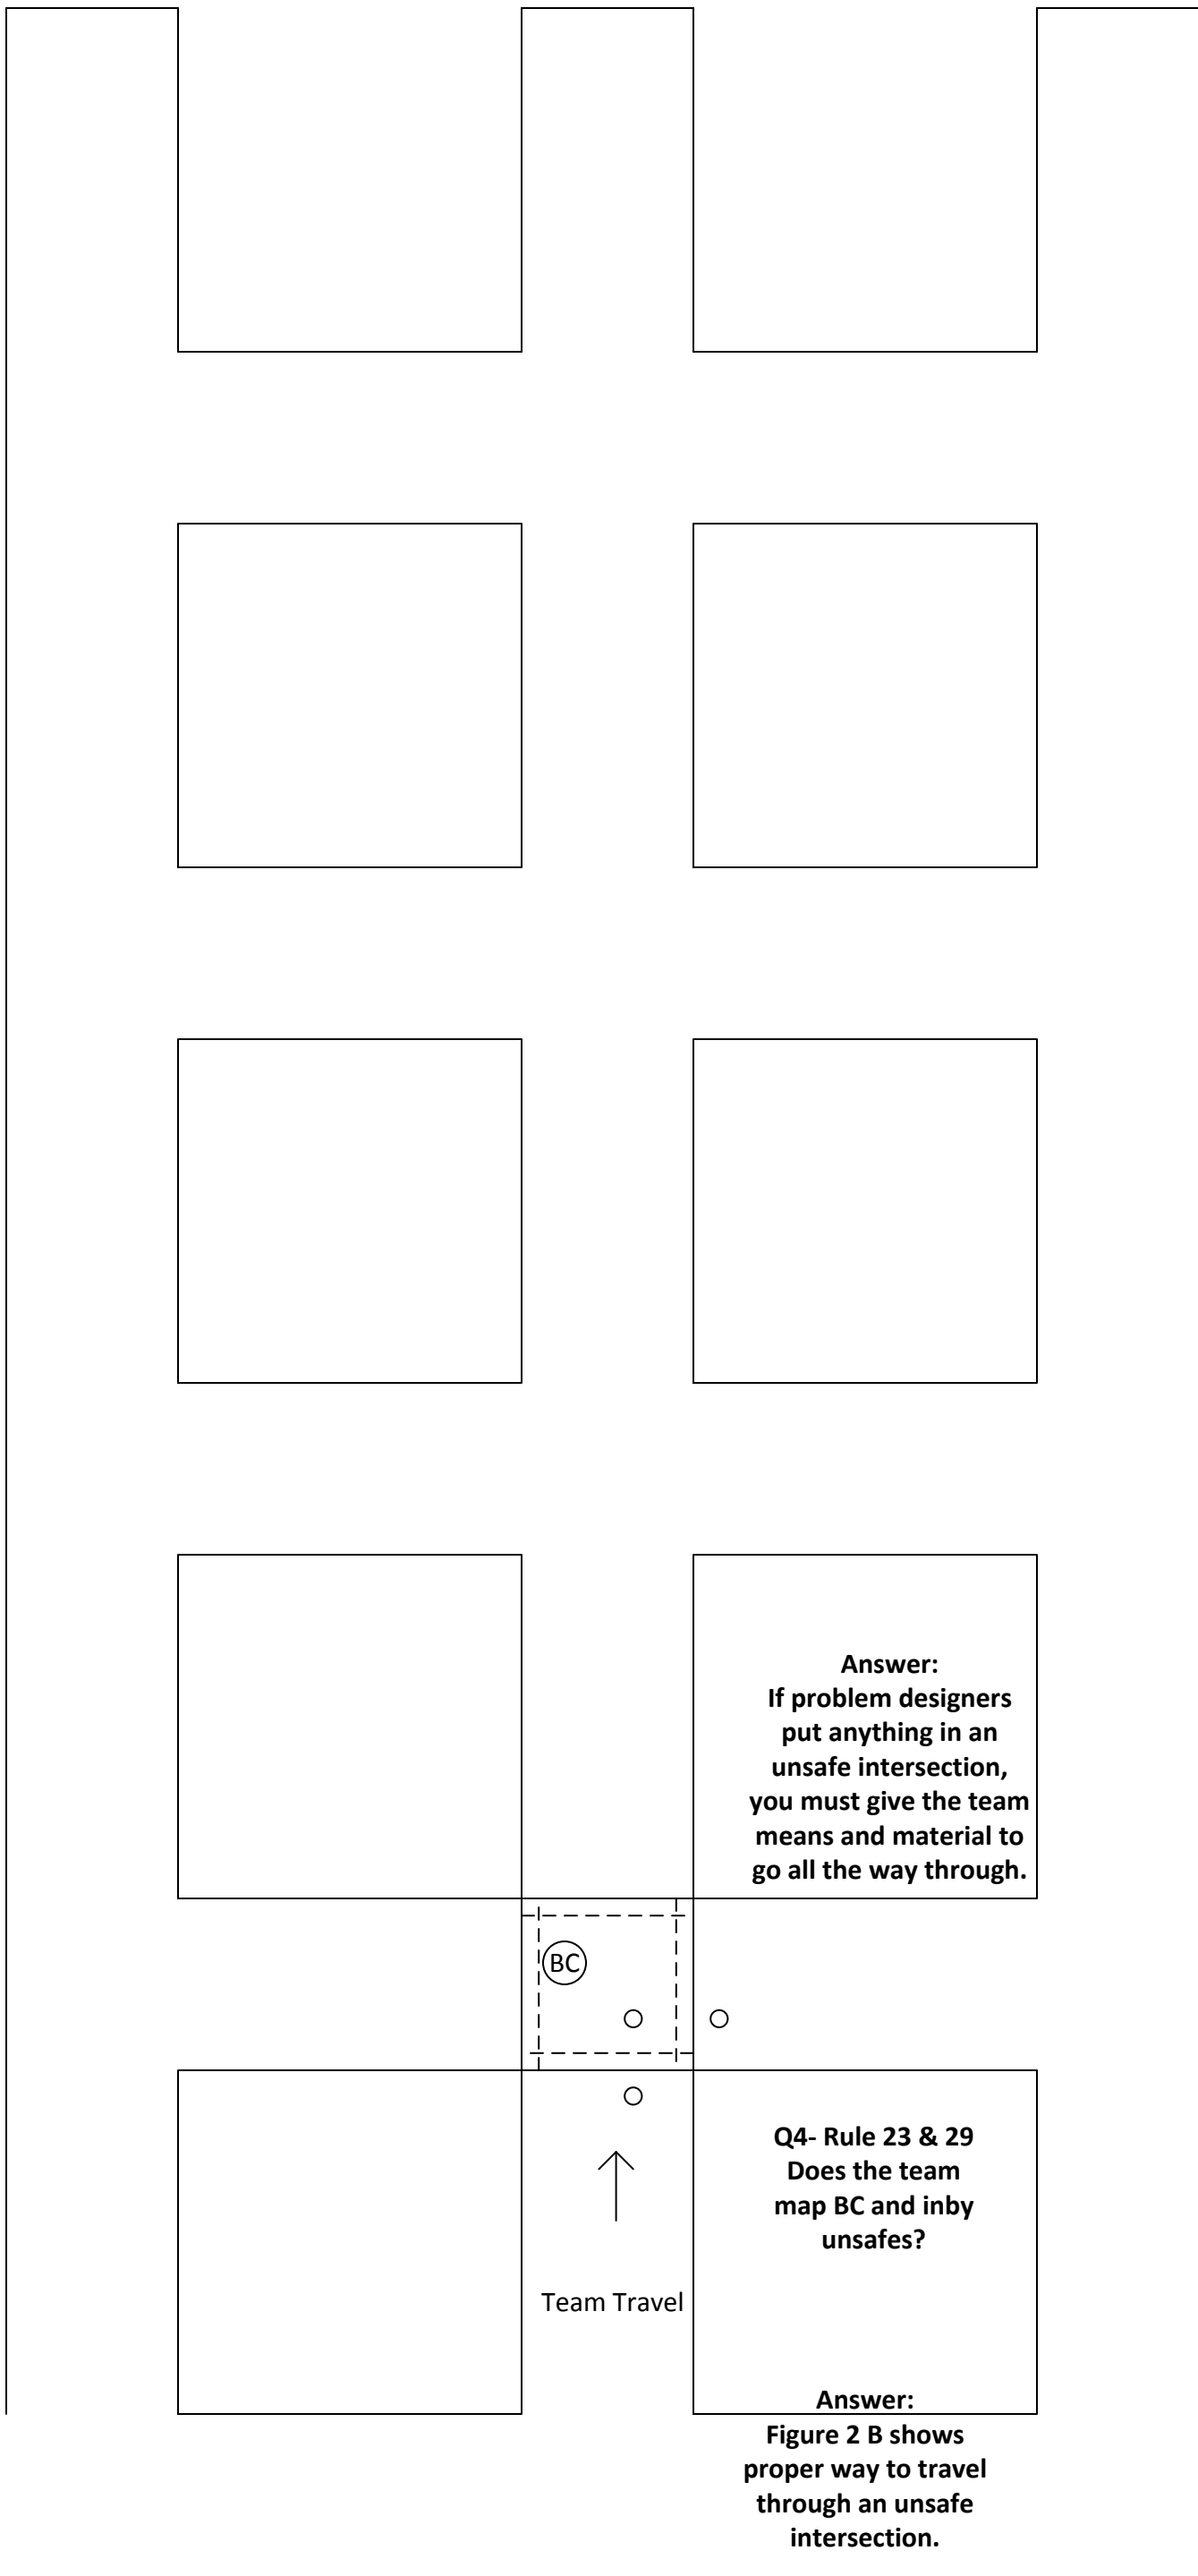 Answer:
If problem designers
put anything in an
unsafe intersection,
you must give the team
means and material to
go all the way through.
BC
Q4- Rule 23 & 29
Does the team
map BC and inby
unsafes?
Team Travel
Answer:
Figure 2 B shows
proper way to travel
through an unsafe
intersection.